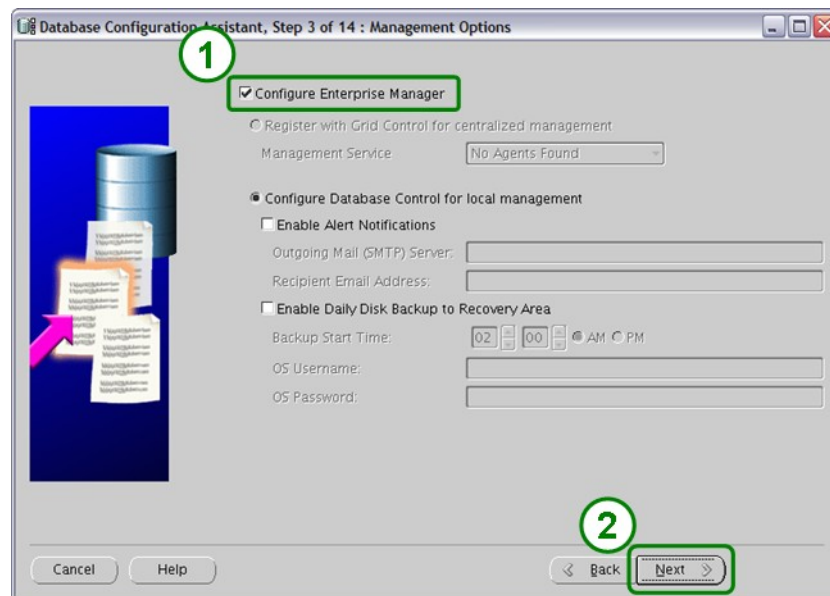 Database Configuration Assistant, Step 3 of 14 : Management Options
1
Configure Enterprise Manager
Register with Grid Control for centralized management
Management Service No Agents Found
Configure Database Control for local management
Enable Alert Notifications
Outgoing Mail (SMTP) Server:
Recipient Email Address:
Enable Daily Disk Backup to Recovery Area
Backup Start Time: 02 00 AM PM
OS Username:
OS Password:
2
Cancel Help Back Next